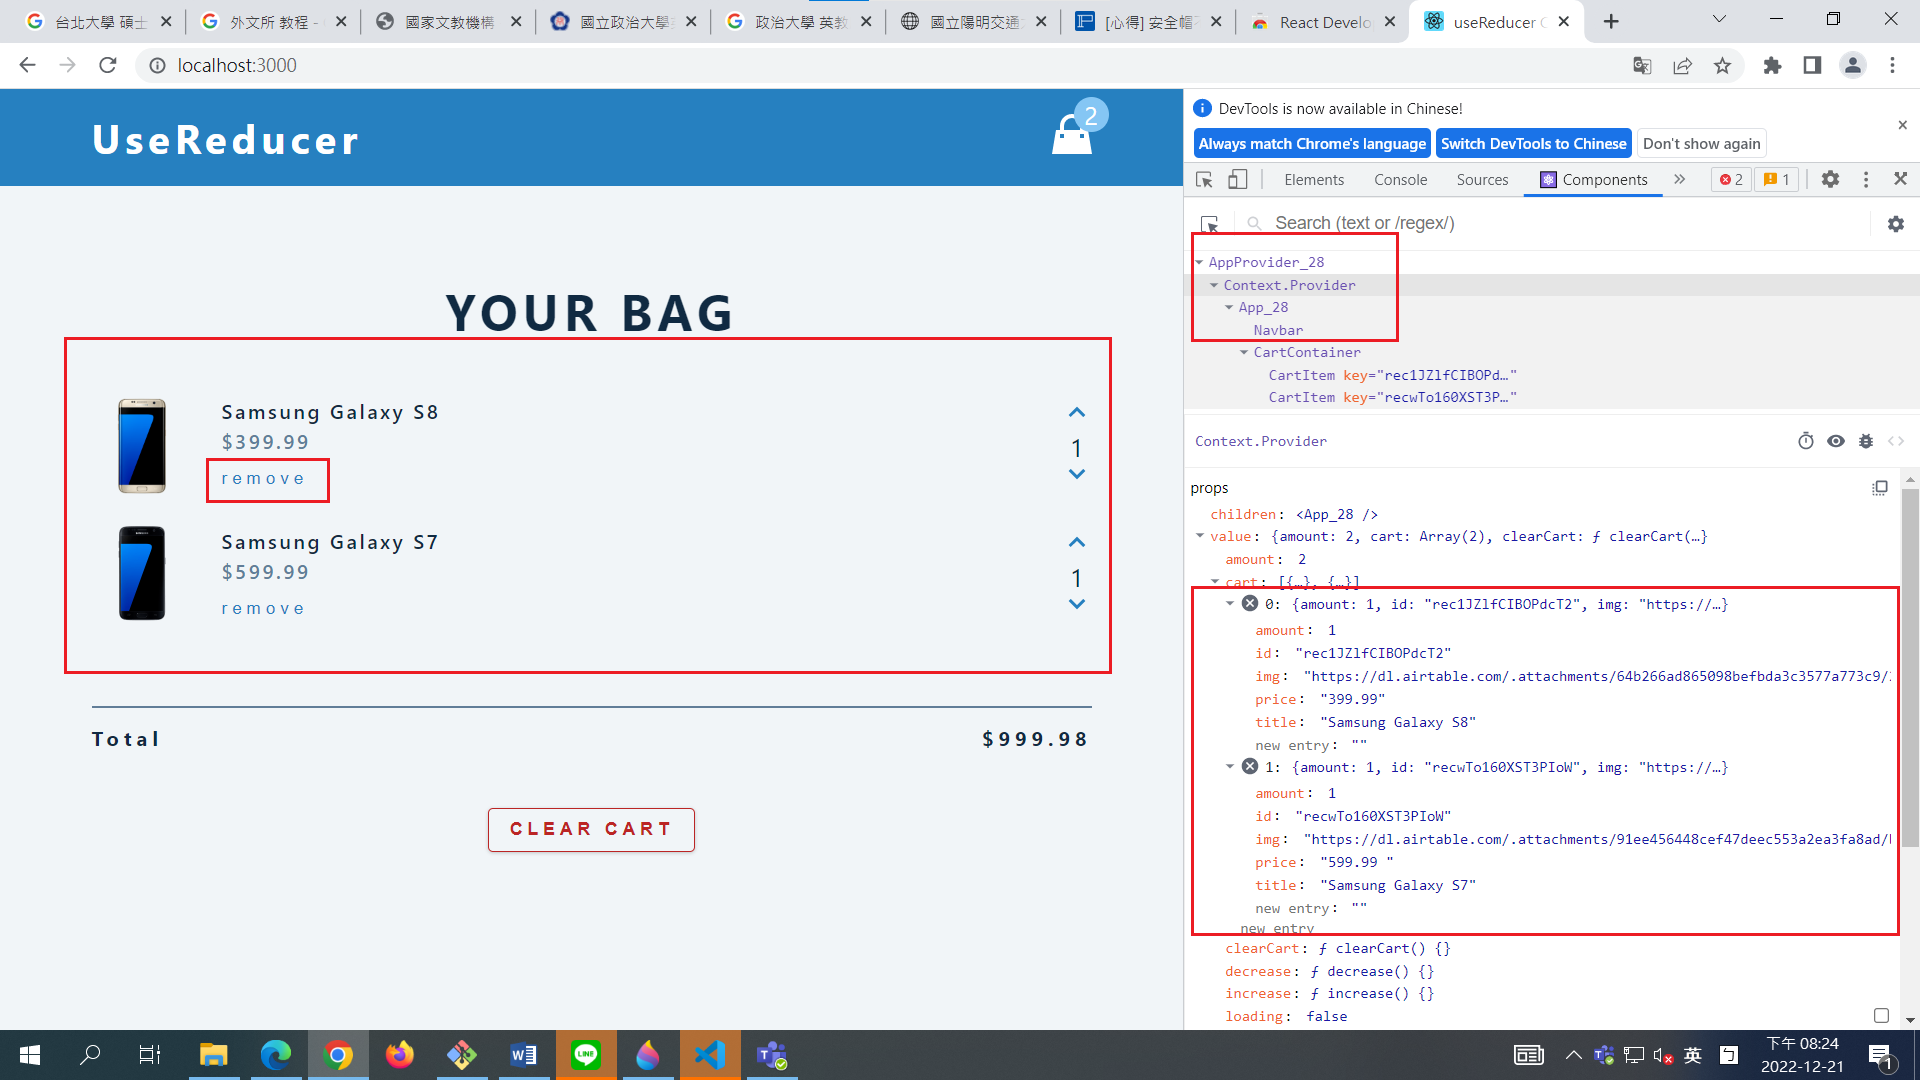 台北大學 碩士
外文所 教程 -
國家文教機構
國立政治大學
政治大學 英教
國立陽明交通
[心得] 安全帽
React Develo
useReducer
localhost:3000
UseReducer
2
YOUR BAG
Samsung Galaxy S8
$399.99
remove
1
Samsung Galaxy S7
$599.99
remove
1
Total
$999.98
CLEAR CART
DevTools is now available in Chinese!
Always match Chrome's language
Switch DevTools to Chinese
Don't show again
Elements
Console
Sources
Components
2
1
Search (text or /regex/)
AppProvider_28
Context.Provider
App_28
Navbar
CartContainer
CartItem key="rec1JZlfCIBOPd…"
CartItem key="recwTo160XST3P…"
Context.Provider
props
children: <App_28 />
value: {amount: 2, cart: Array(2), clearCart: ƒ clearCart(…}
amount: 2
cart: [{…}, {…}]
0: {amount: 1, id: "rec1JZlfCIBOPdcT2", img: "https://…}
amount: 1
id: "rec1JZlfCIBOPdcT2"
img: "https://dl.airtable.com/.attachments/64b266ad865098befbda3c3577a773c9/
price: "399.99"
title: "Samsung Galaxy S8"
new entry: ""
1: {amount: 1, id: "recwTo160XST3PIoW", img: "https://…}
amount: 1
id: "recwTo160XST3PIoW"
img: "https://dl.airtable.com/.attachments/91ee456448cef47deec553a2ea3fa8ad/
price: "599.99 "
title: "Samsung Galaxy S7"
new entry: ""
new entry
clearCart: ƒ clearCart() {}
decrease: ƒ decrease() {}
increase: ƒ increase() {}
loading: false
LINE
英
下午 08:24
2022-12-21
1